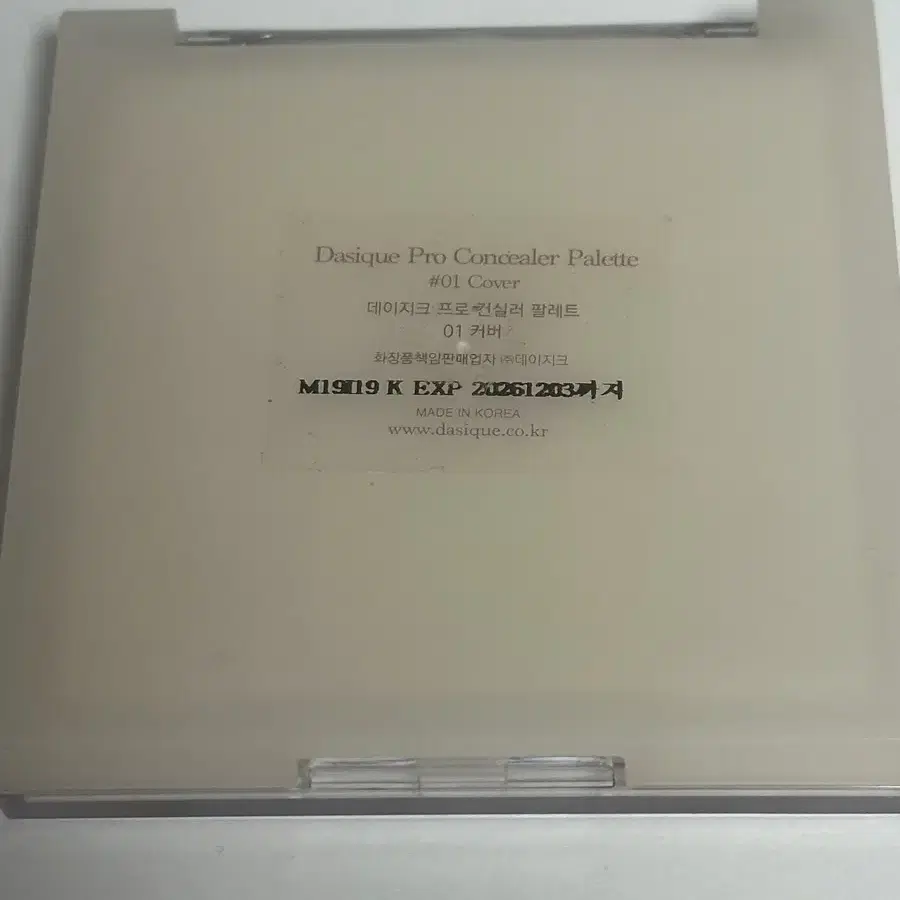 Dasique Pro Concealer Palette
#01 Cover
데이지크 프로 컨실러 팔레트
01 커버
화장품책임판매업자 ㈜데이지크
K EXP 20261203까지
MADE IN KOREA
www.dasique.co.kr